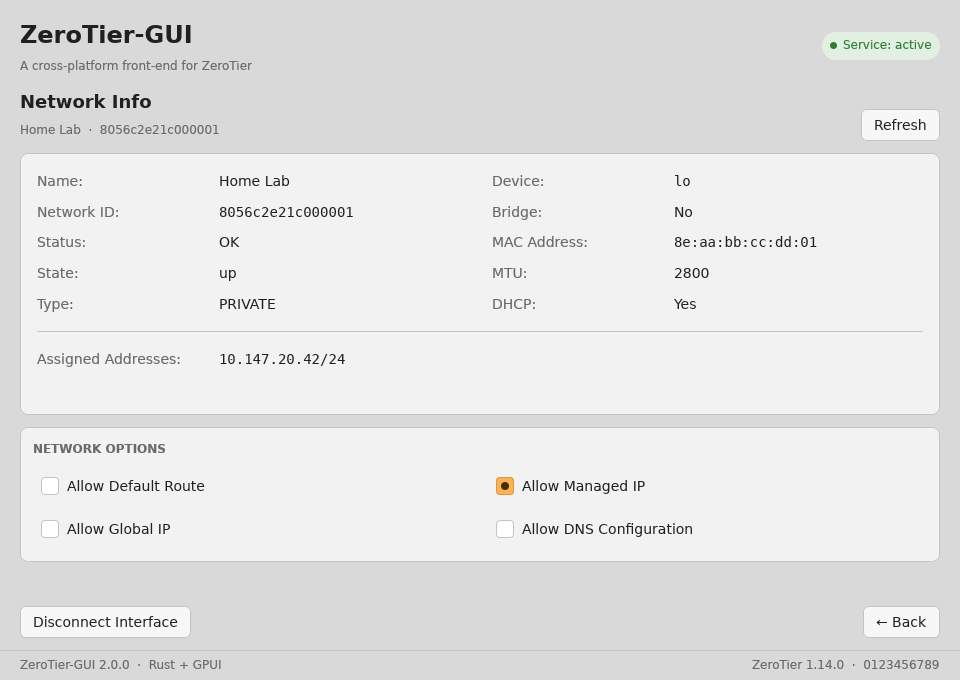 ZeroTier-GUI
A cross-platform front-end for ZeroTier
Service: active
Network Info
Home Lab · 8056c2e21c000001
Refresh
Name: Home Lab Device: lo
Network ID: 8056c2e21c000001 Bridge: No
Status: OK MAC Address: 8e:aa:bb:cc:dd:01
State: up MTU: 2800
Type: PRIVATE DHCP: Yes
Assigned Addresses: 10.147.20.42/24
NETWORK OPTIONS
Allow Default Route Allow Managed IP
Allow Global IP Allow DNS Configuration
Disconnect Interface ← Back
ZeroTier-GUI 2.0.0 · Rust + GPUI ZeroTier 1.14.0 · 0123456789